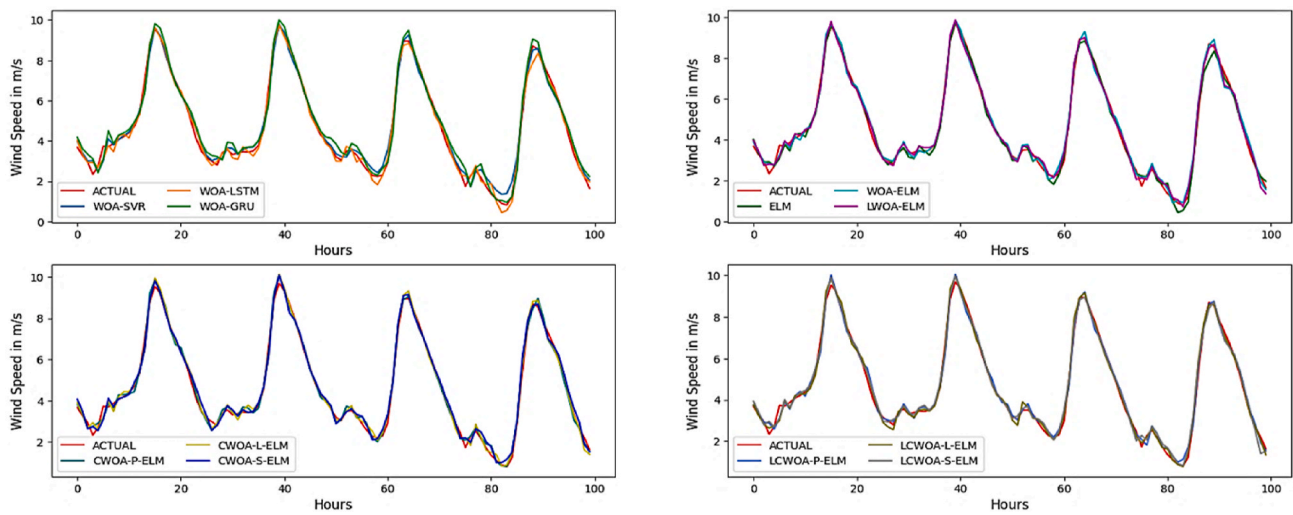 10
8
6
4
2
0
Wind Speed in m/s
ACTUAL WOA-LSTM
WOA-SVR WOA-GRU
0 20 40 60 80 100
Hours
10
8
6
4
2
0
Wind Speed in m/s
ACTUAL WOA-ELM
ELM LWOA-ELM
0 20 40 60 80 100
Hours
10
8
6
4
2
Wind Speed in m/s
ACTUAL CWOA-L-ELM
CWOA-P-ELM CWOA-S-ELM
0 20 40 60 80 100
Hours
10
8
6
4
2
Wind Speed in m/s
ACTUAL LCWOA-L-ELM
LCWOA-P-ELM LCWOA-S-ELM
0 20 40 60 80 100
Hours